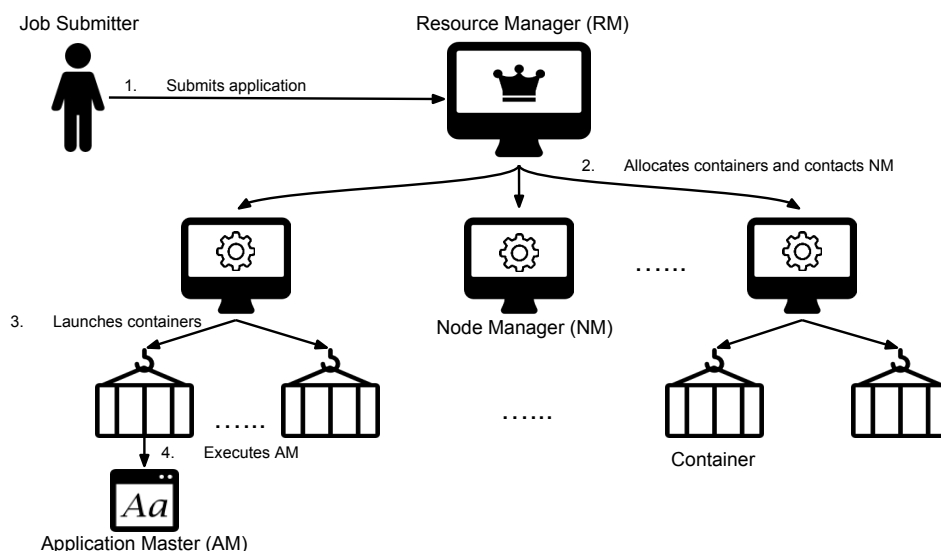 Job Submitter
Resource Manager (RM)
1. Submits application
2. Allocates containers and contacts NM
......
3. Launches containers
Node Manager (NM)
......
......
4. Executes AM
Container
Aa
Application Master (AM)